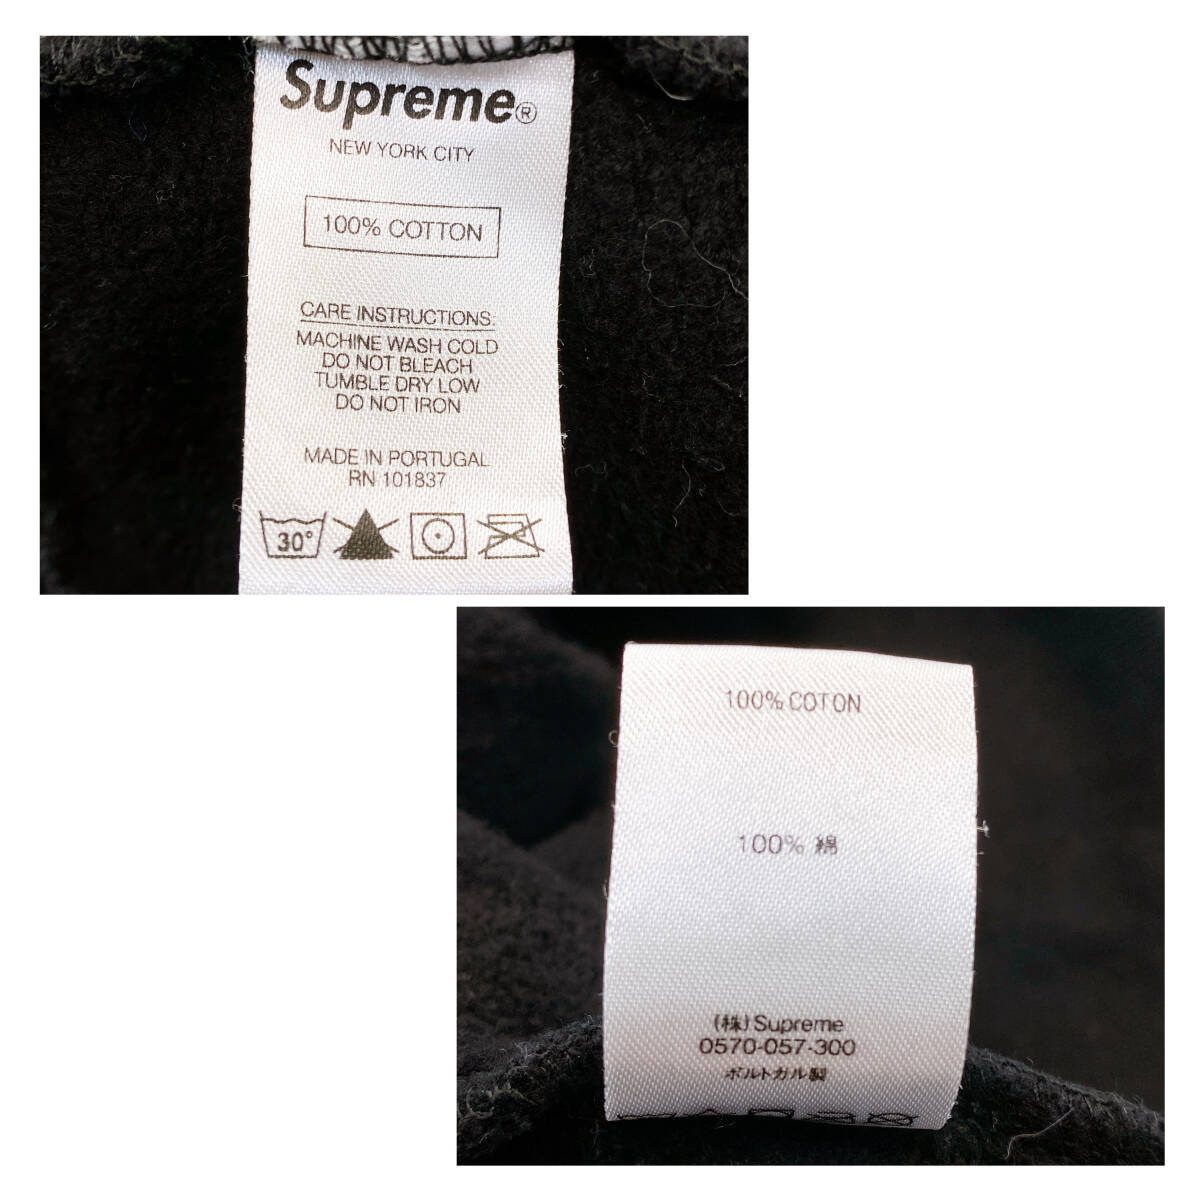 Supreme®
NEW YORK CITY
100% COTTON
CARE INSTRUCTIONS:
MACHINE WASH COLD
DO NOT BLEACH
TUMBLE DRY LOW
DO NOT IRON
MADE IN PORTUGAL
RN 101837
30°
100% COTON
100% 綿
(株)Supreme
0570-057-300
ポルトガル製